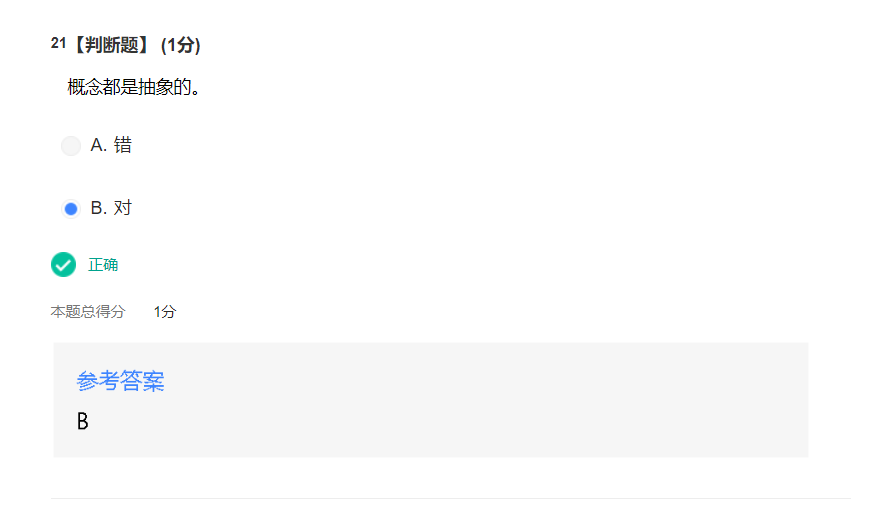 21【判断题】 (1分)
概念都是抽象的。
A. 错
B. 对
正确
本题总得分 1分
参考答案
B